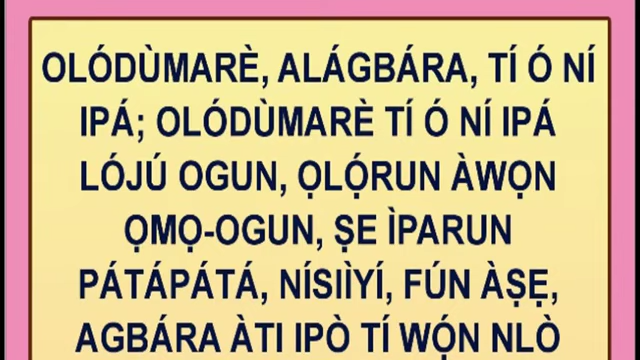 OLÓDÙMARÈ, ALÁGBÁRA, TÍ Ó NÍ
IPÁ; OLÓDÙMARÈ TÍ Ó NÍ IPÁ
LÓJÚ OGUN, ỌLỌ́RUN ÀWỌN
ỌMỌ-OGUN, ṢE ÌPARUN
PÁTÁPÁTÁ, NÍSIÌYÍ, FÚN ÀṢẸ,
AGBÁRA ÀTI IPÒ TÍ WỌ́N NLÒ